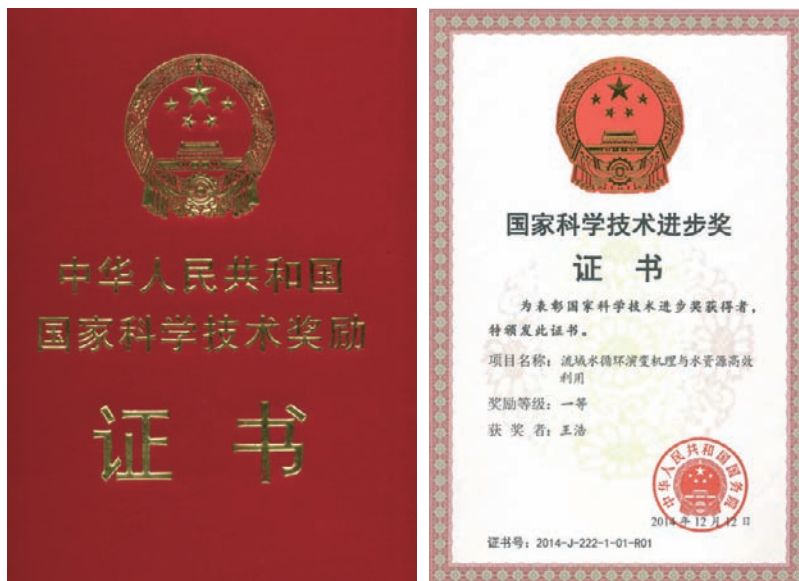 中华人民共和国
国家科学技术奖励
证书
国家科学技术进步奖
证书
为表彰国家科学技术进步奖获得者，
特颁发此证书。
项目名称：流域水循环演变机理与水资源高效
利用
奖励等级：一等
获奖者：王浩
中华人民共和国国务院
2014年12月12日
证书号：2014-J-222-1-01-R01